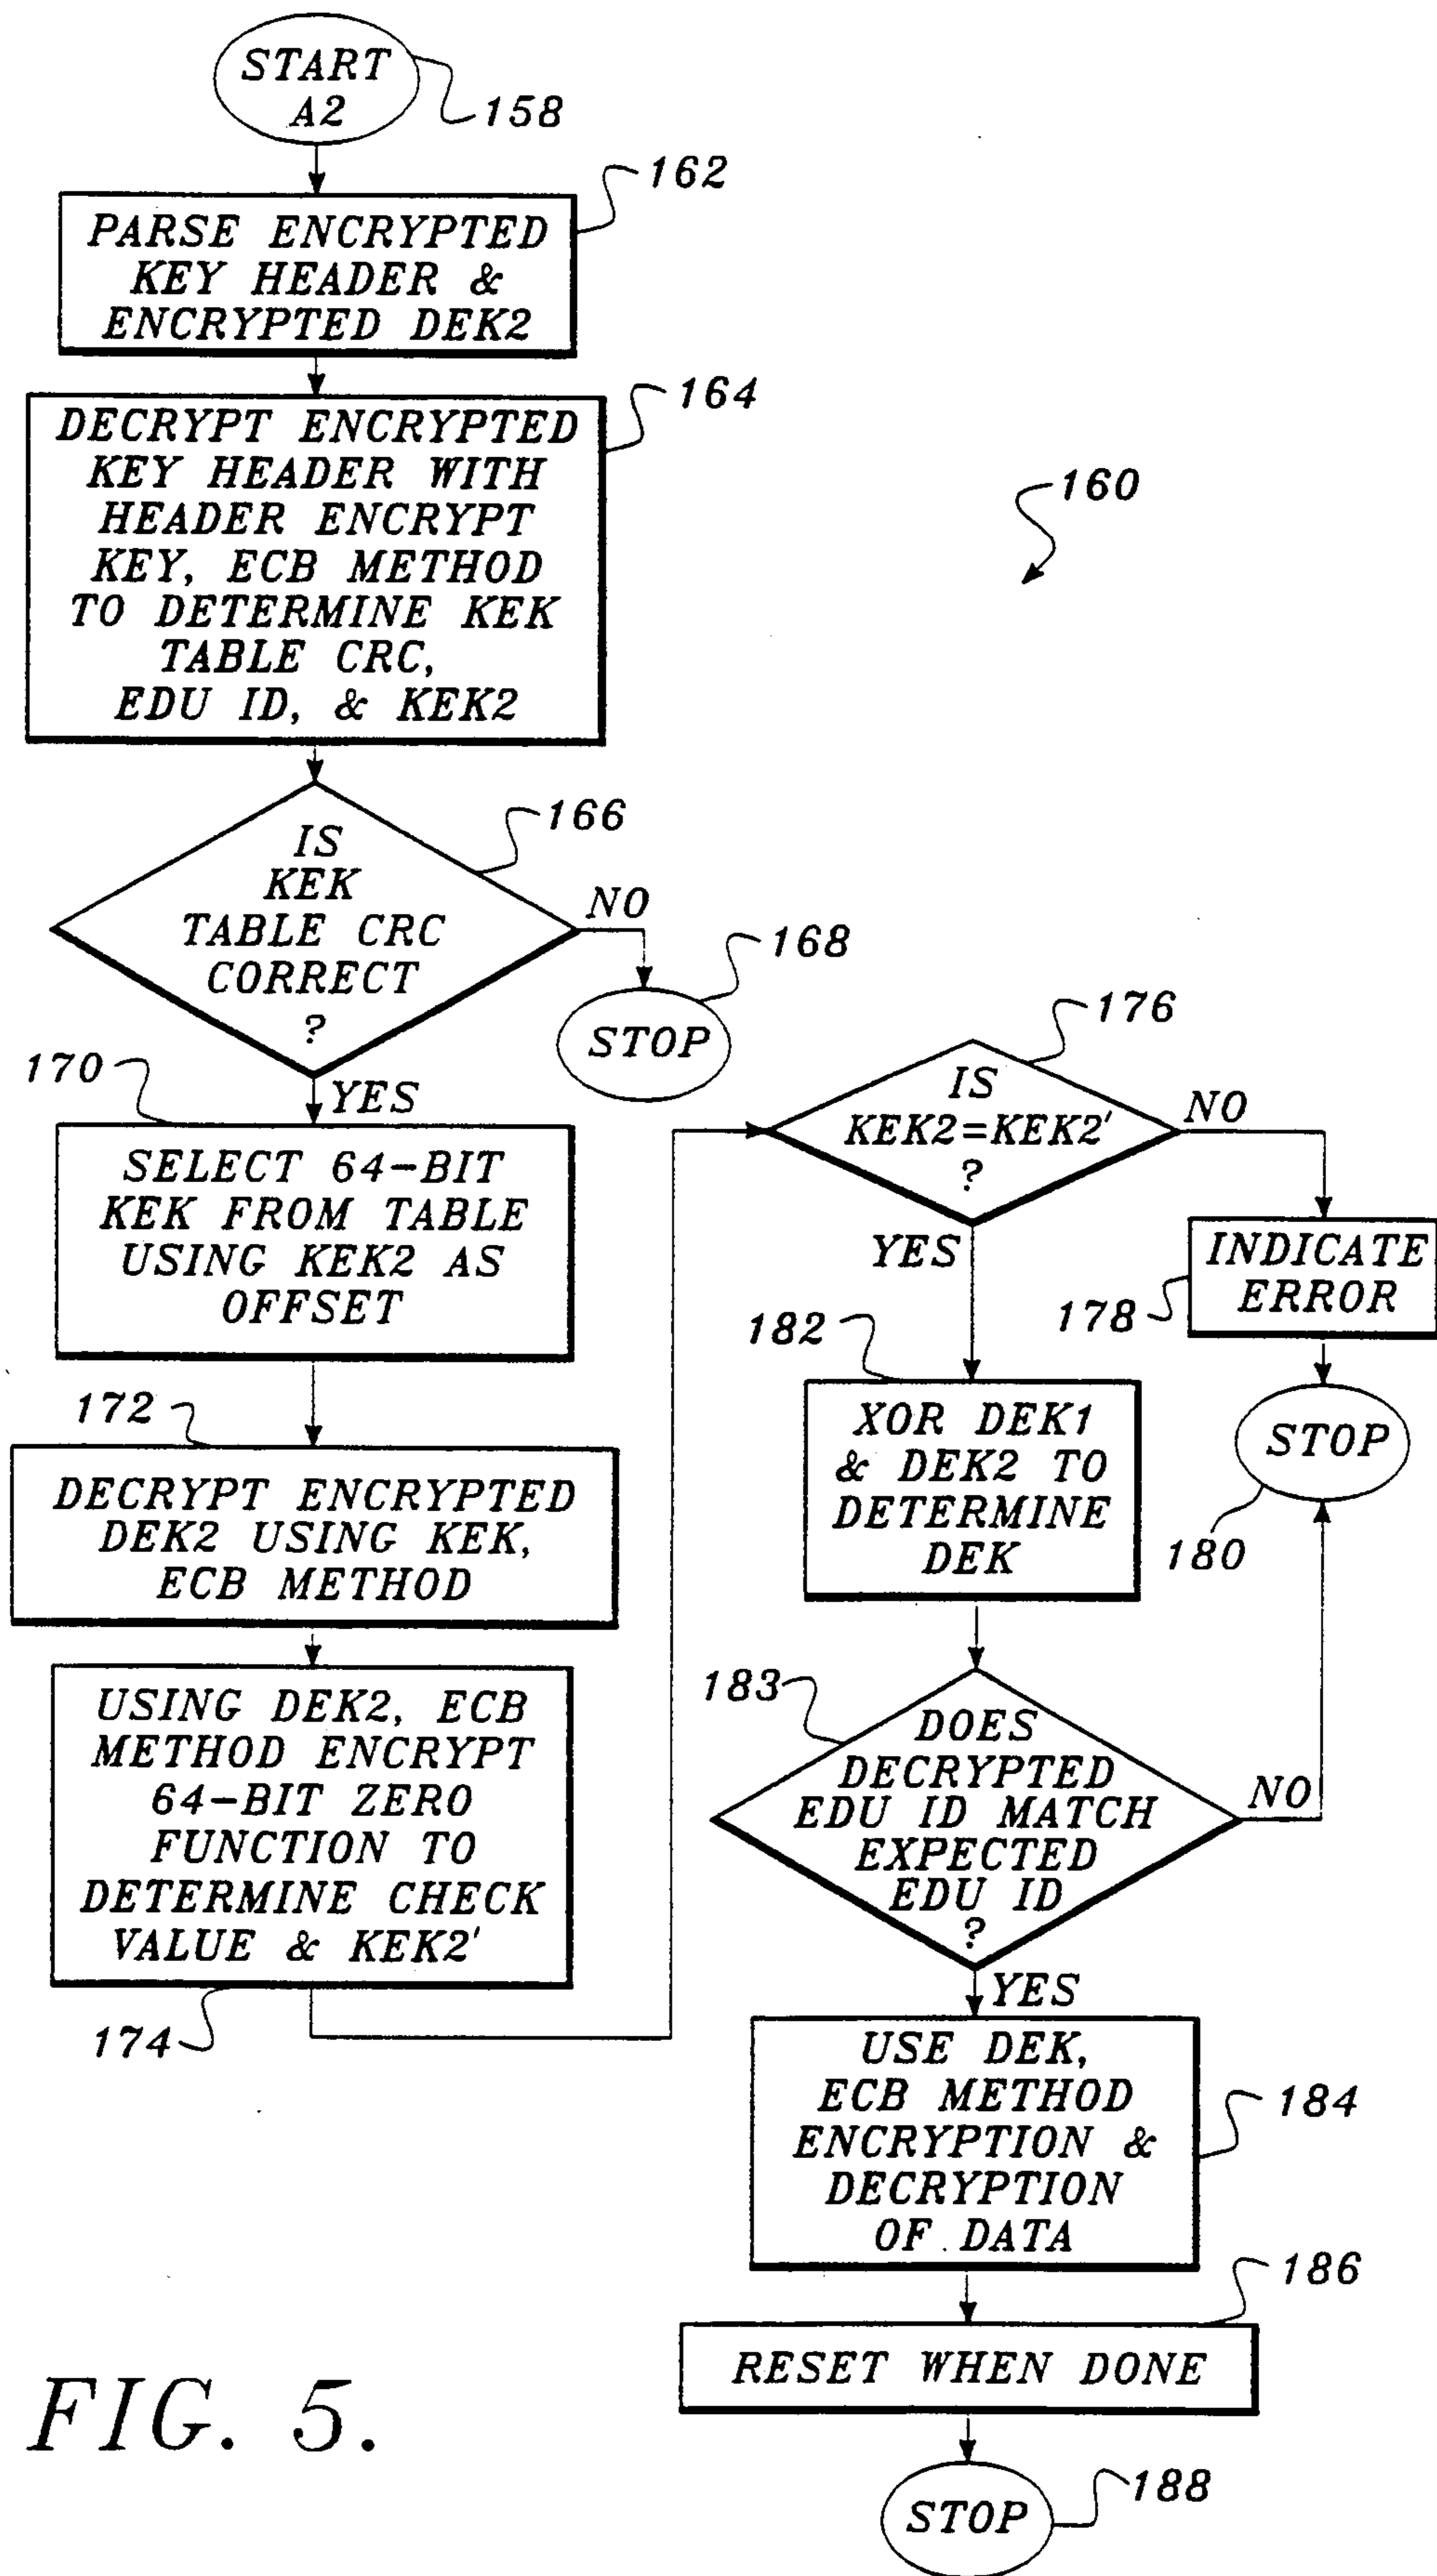 START
A2
158
162
PARSE ENCRYPTED
KEY HEADER &
ENCRYPTED DEK2
164
DECRYPT ENCRYPTED
KEY HEADER WITH
HEADER ENCRYPT
KEY, ECB METHOD
TO DETERMINE KEK
TABLE CRC,
EDU ID, & KEK2
160
166
IS
KEK
TABLE CRC
CORRECT
?
NO
168
STOP
170
YES
SELECT 64-BIT
KEK FROM TABLE
USING KEK2 AS
OFFSET
172
DECRYPT ENCRYPTED
DEK2 USING KEK,
ECB METHOD
USING DEK2, ECB
METHOD ENCRYPT
64-BIT ZERO
FUNCTION TO
DETERMINE CHECK
VALUE & KEK2'
174
176
IS
KEK2=KEK2'
?
NO
YES
INDICATE
ERROR
178
STOP
180
182
XOR DEK1
& DEK2 TO
DETERMINE
DEK
183
DOES
DECRYPTED
EDU ID MATCH
EXPECTED
EDU ID
?
NO
YES
USE DEK,
ECB METHOD
ENCRYPTION &
DECRYPTION
OF DATA
184
186
RESET WHEN DONE
STOP
188
FIG. 5.